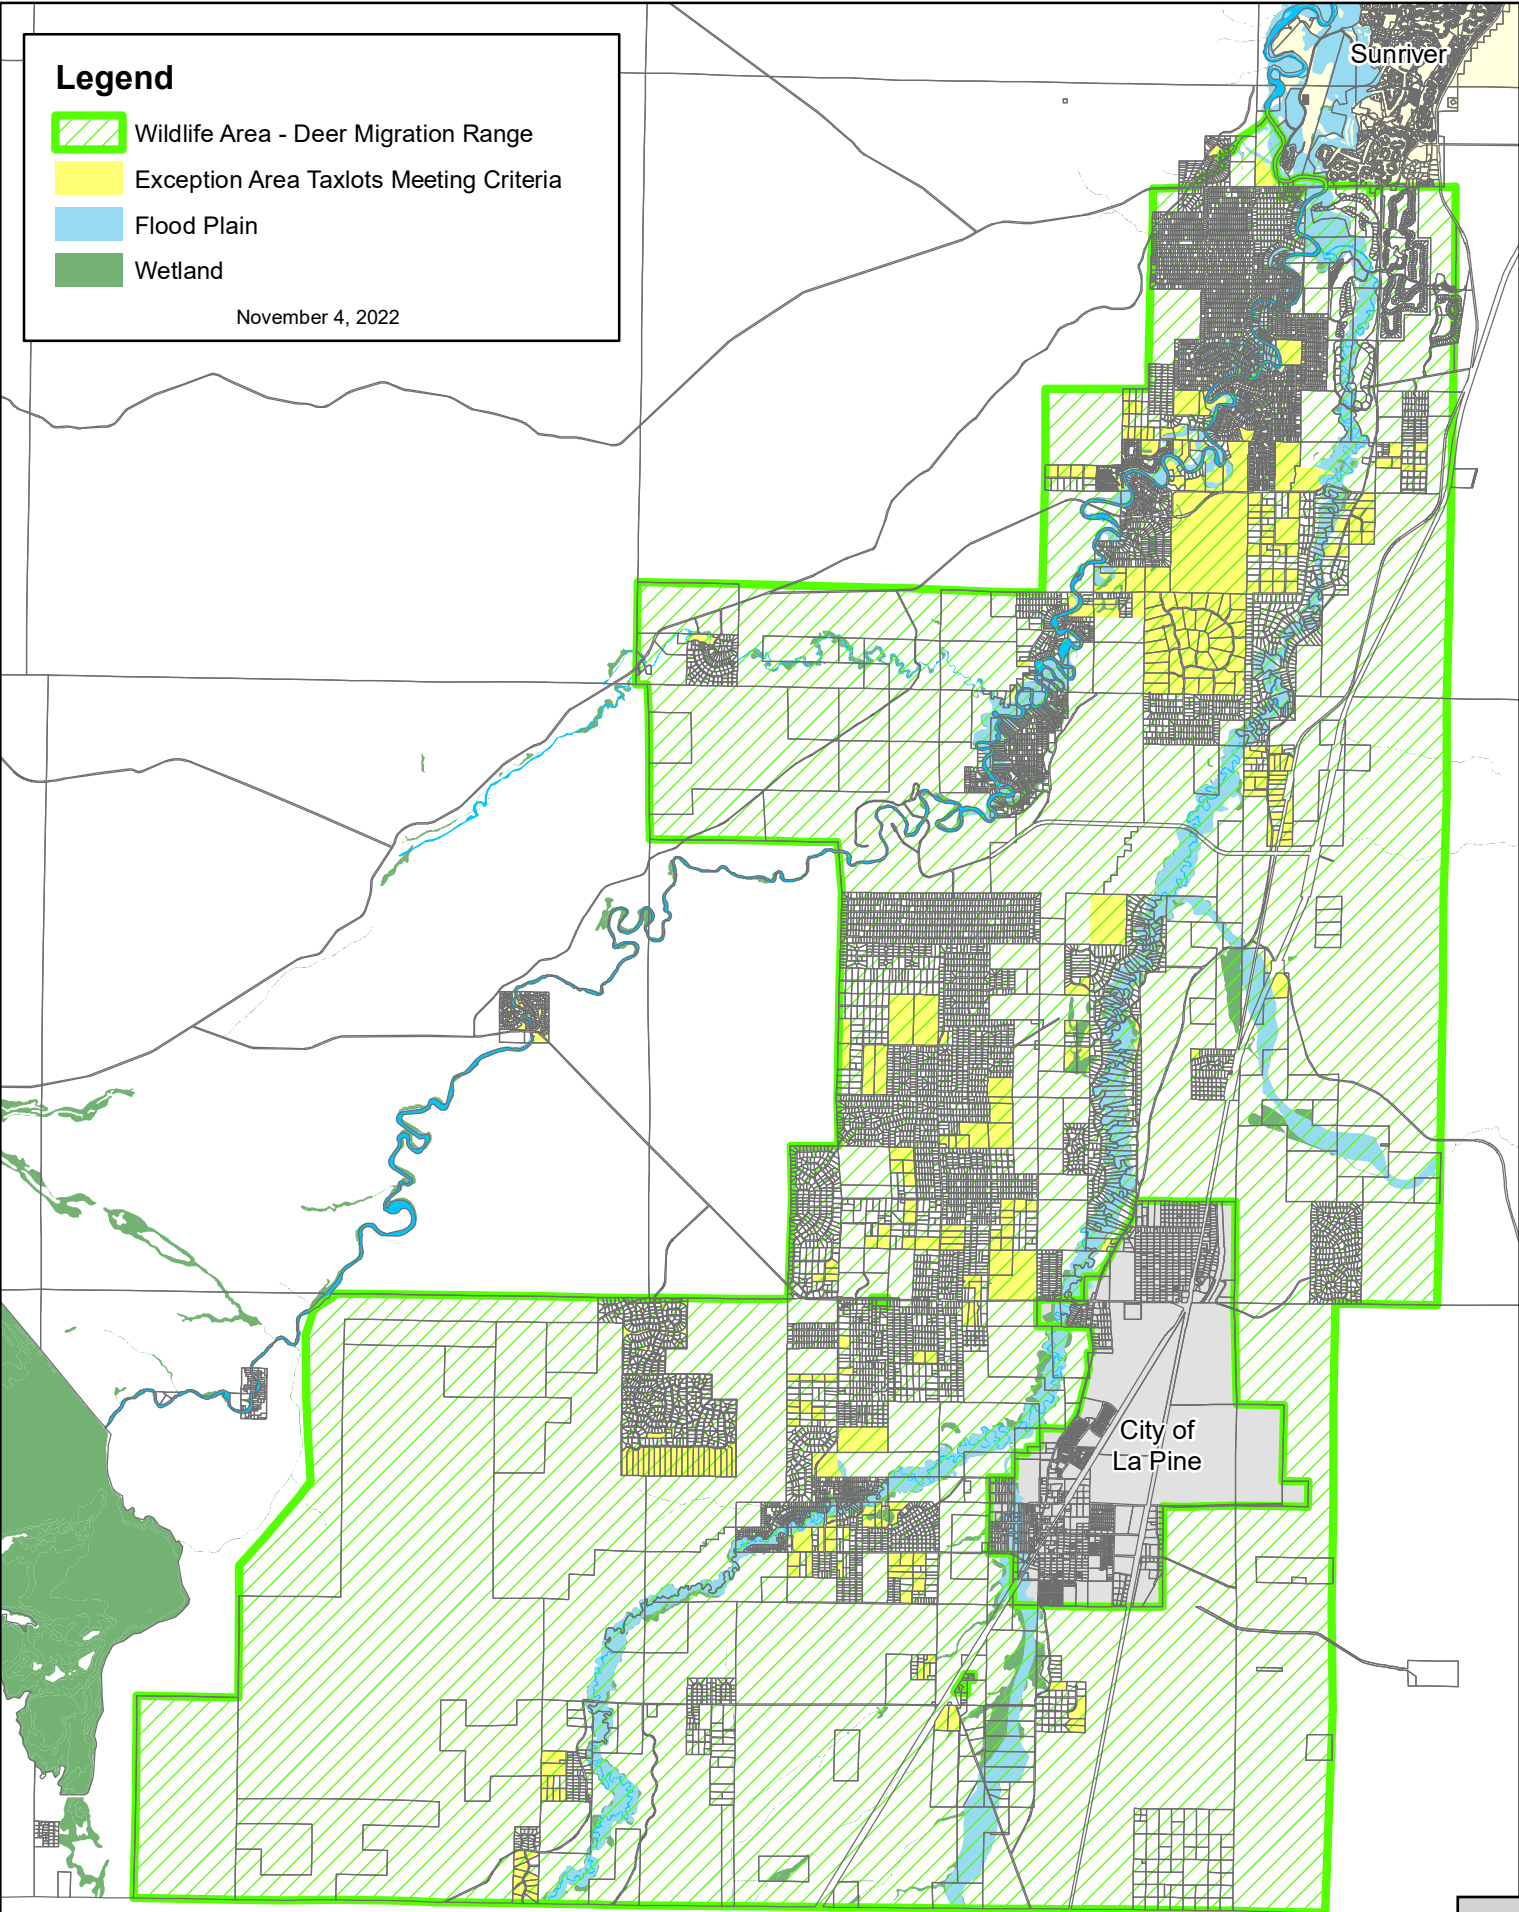 Legend
Wildlife Area - Deer Migration Range
Exception Area Taxlots Meeting Criteria
Flood Plain
Wetland
November 4, 2022
Sunriver
City of
La Pine